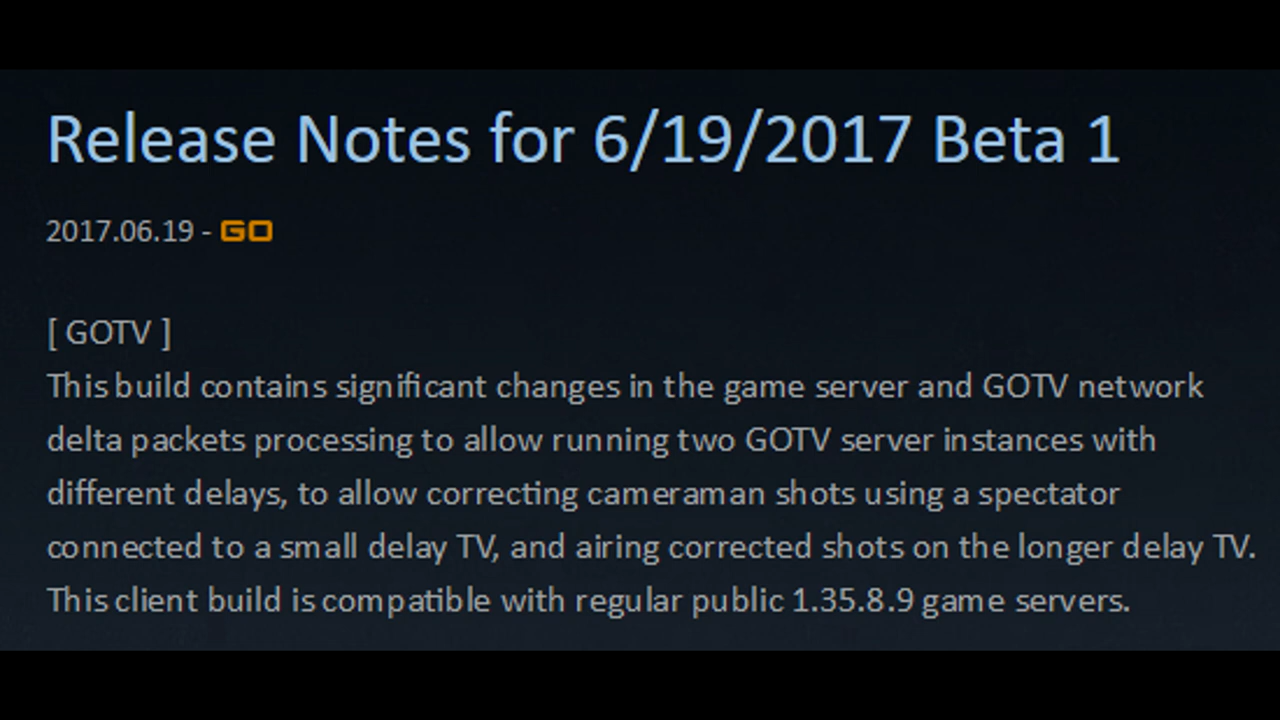 Release Notes for 6/19/2017 Beta 1
2017.06.19 - GO
[ GOTV ]
This build contains significant changes in the game server and GOTV network
delta packets processing to allow running two GOTV server instances with
different delays, to allow correcting cameraman shots using a spectator
connected to a small delay TV, and airing corrected shots on the longer delay TV.
This client build is compatible with regular public 1.35.8.9 game servers.